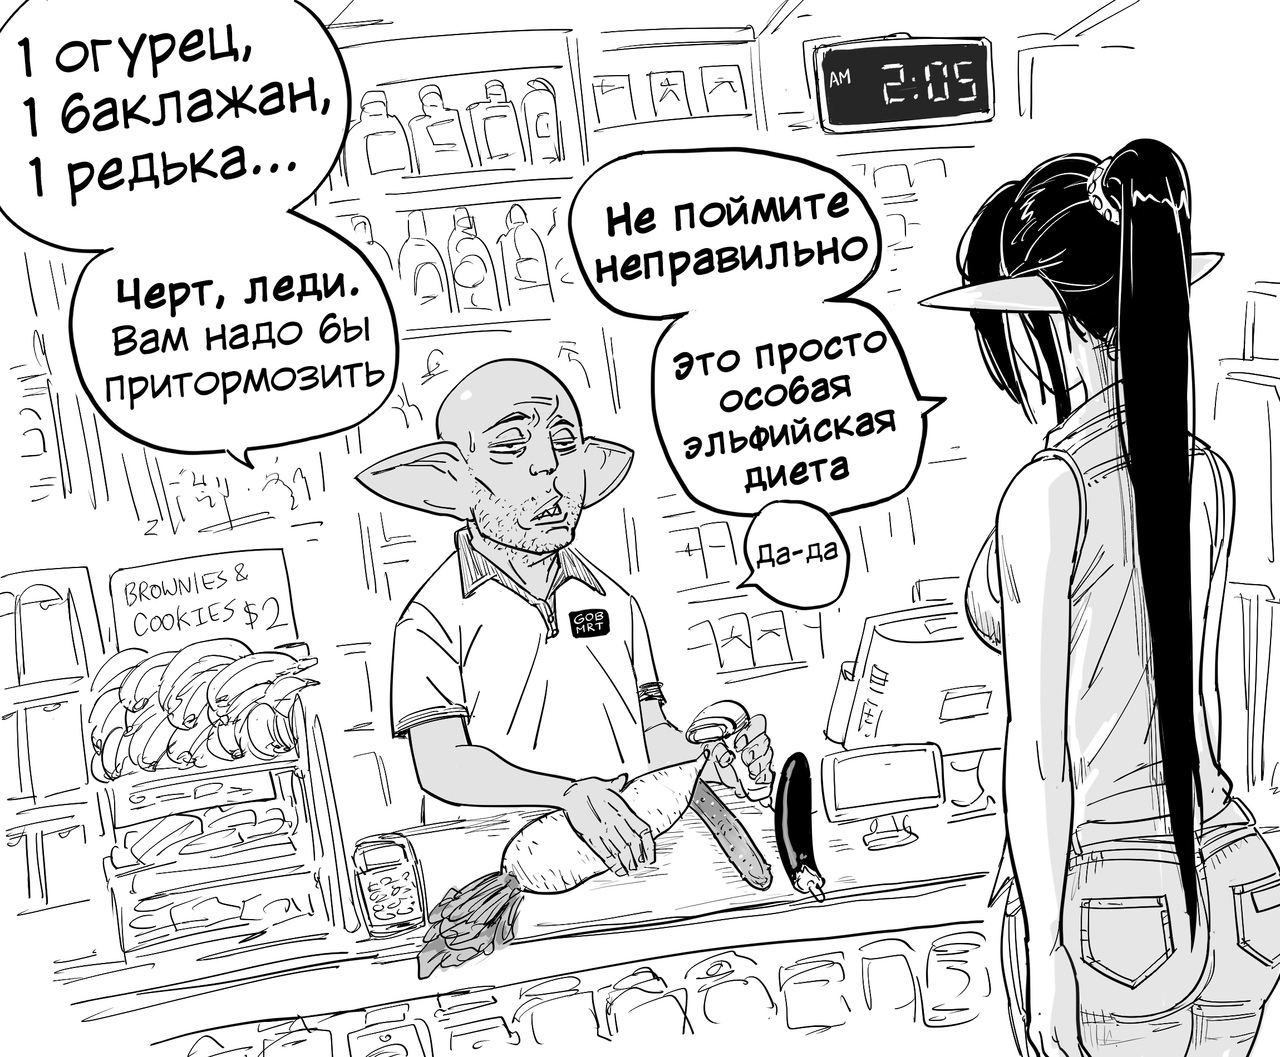 1 огурец,
1 баклажан,
1 редька...
Черт, леди.
Вам надо бы
притормозить
AM 2:05
Не поймите
неправильно
Это просто
особая
эльфийская
диета
Да-да
BROWNIES &
COOKIES $2
GOB
MRT